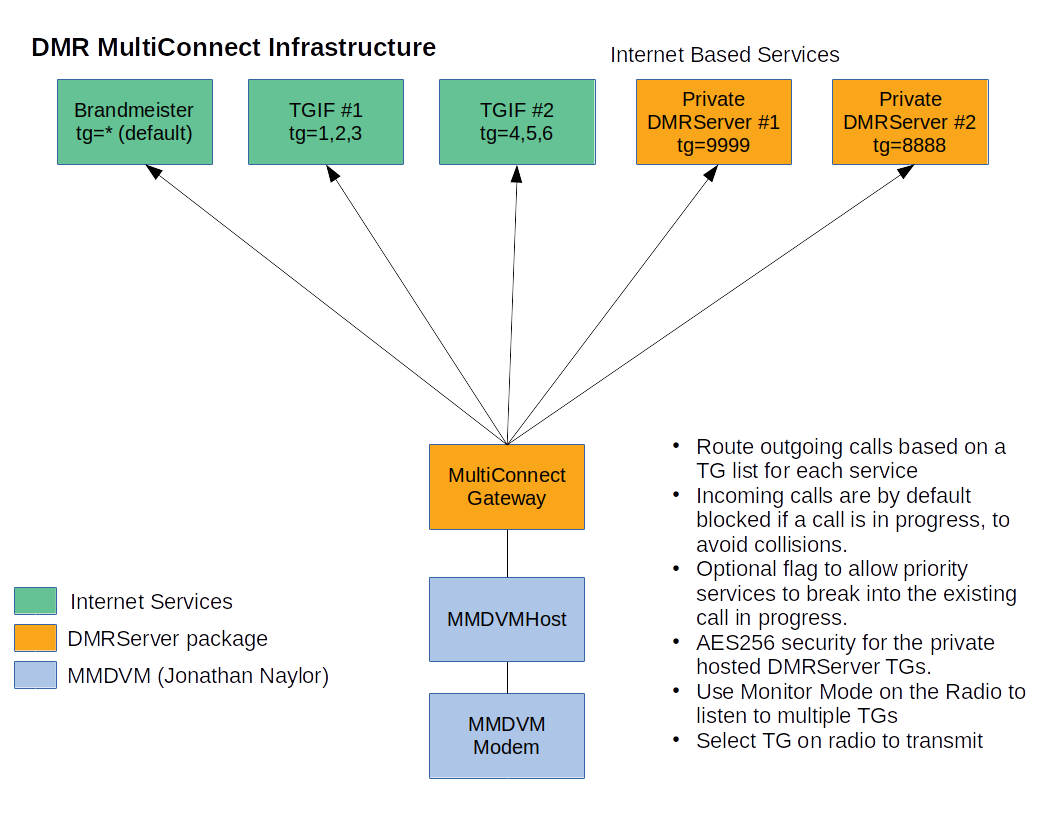 DMR MultiConnect Infrastructure
Internet Based Services
Brandmeister
tg=* (default)
TGIF #1
tg=1,2,3
TGIF #2
tg=4,5,6
Private
DMRServer #1
tg=9999
Private
DMRServer #2
tg=8888
MultiConnect
Gateway
MMDVMHost
MMDVM
Modem
Internet Services
DMRServer package
MMDVM (Jonathan Naylor)
• Route outgoing calls based on a
TG list for each service
• Incoming calls are by default
blocked if a call is in progress, to
avoid collisions.
• Optional flag to allow priority
services to break into the existing
call in progress.
• AES256 security for the private
hosted DMRServer TGs.
• Use Monitor Mode on the Radio to
listen to multiple TGs
• Select TG on radio to transmit